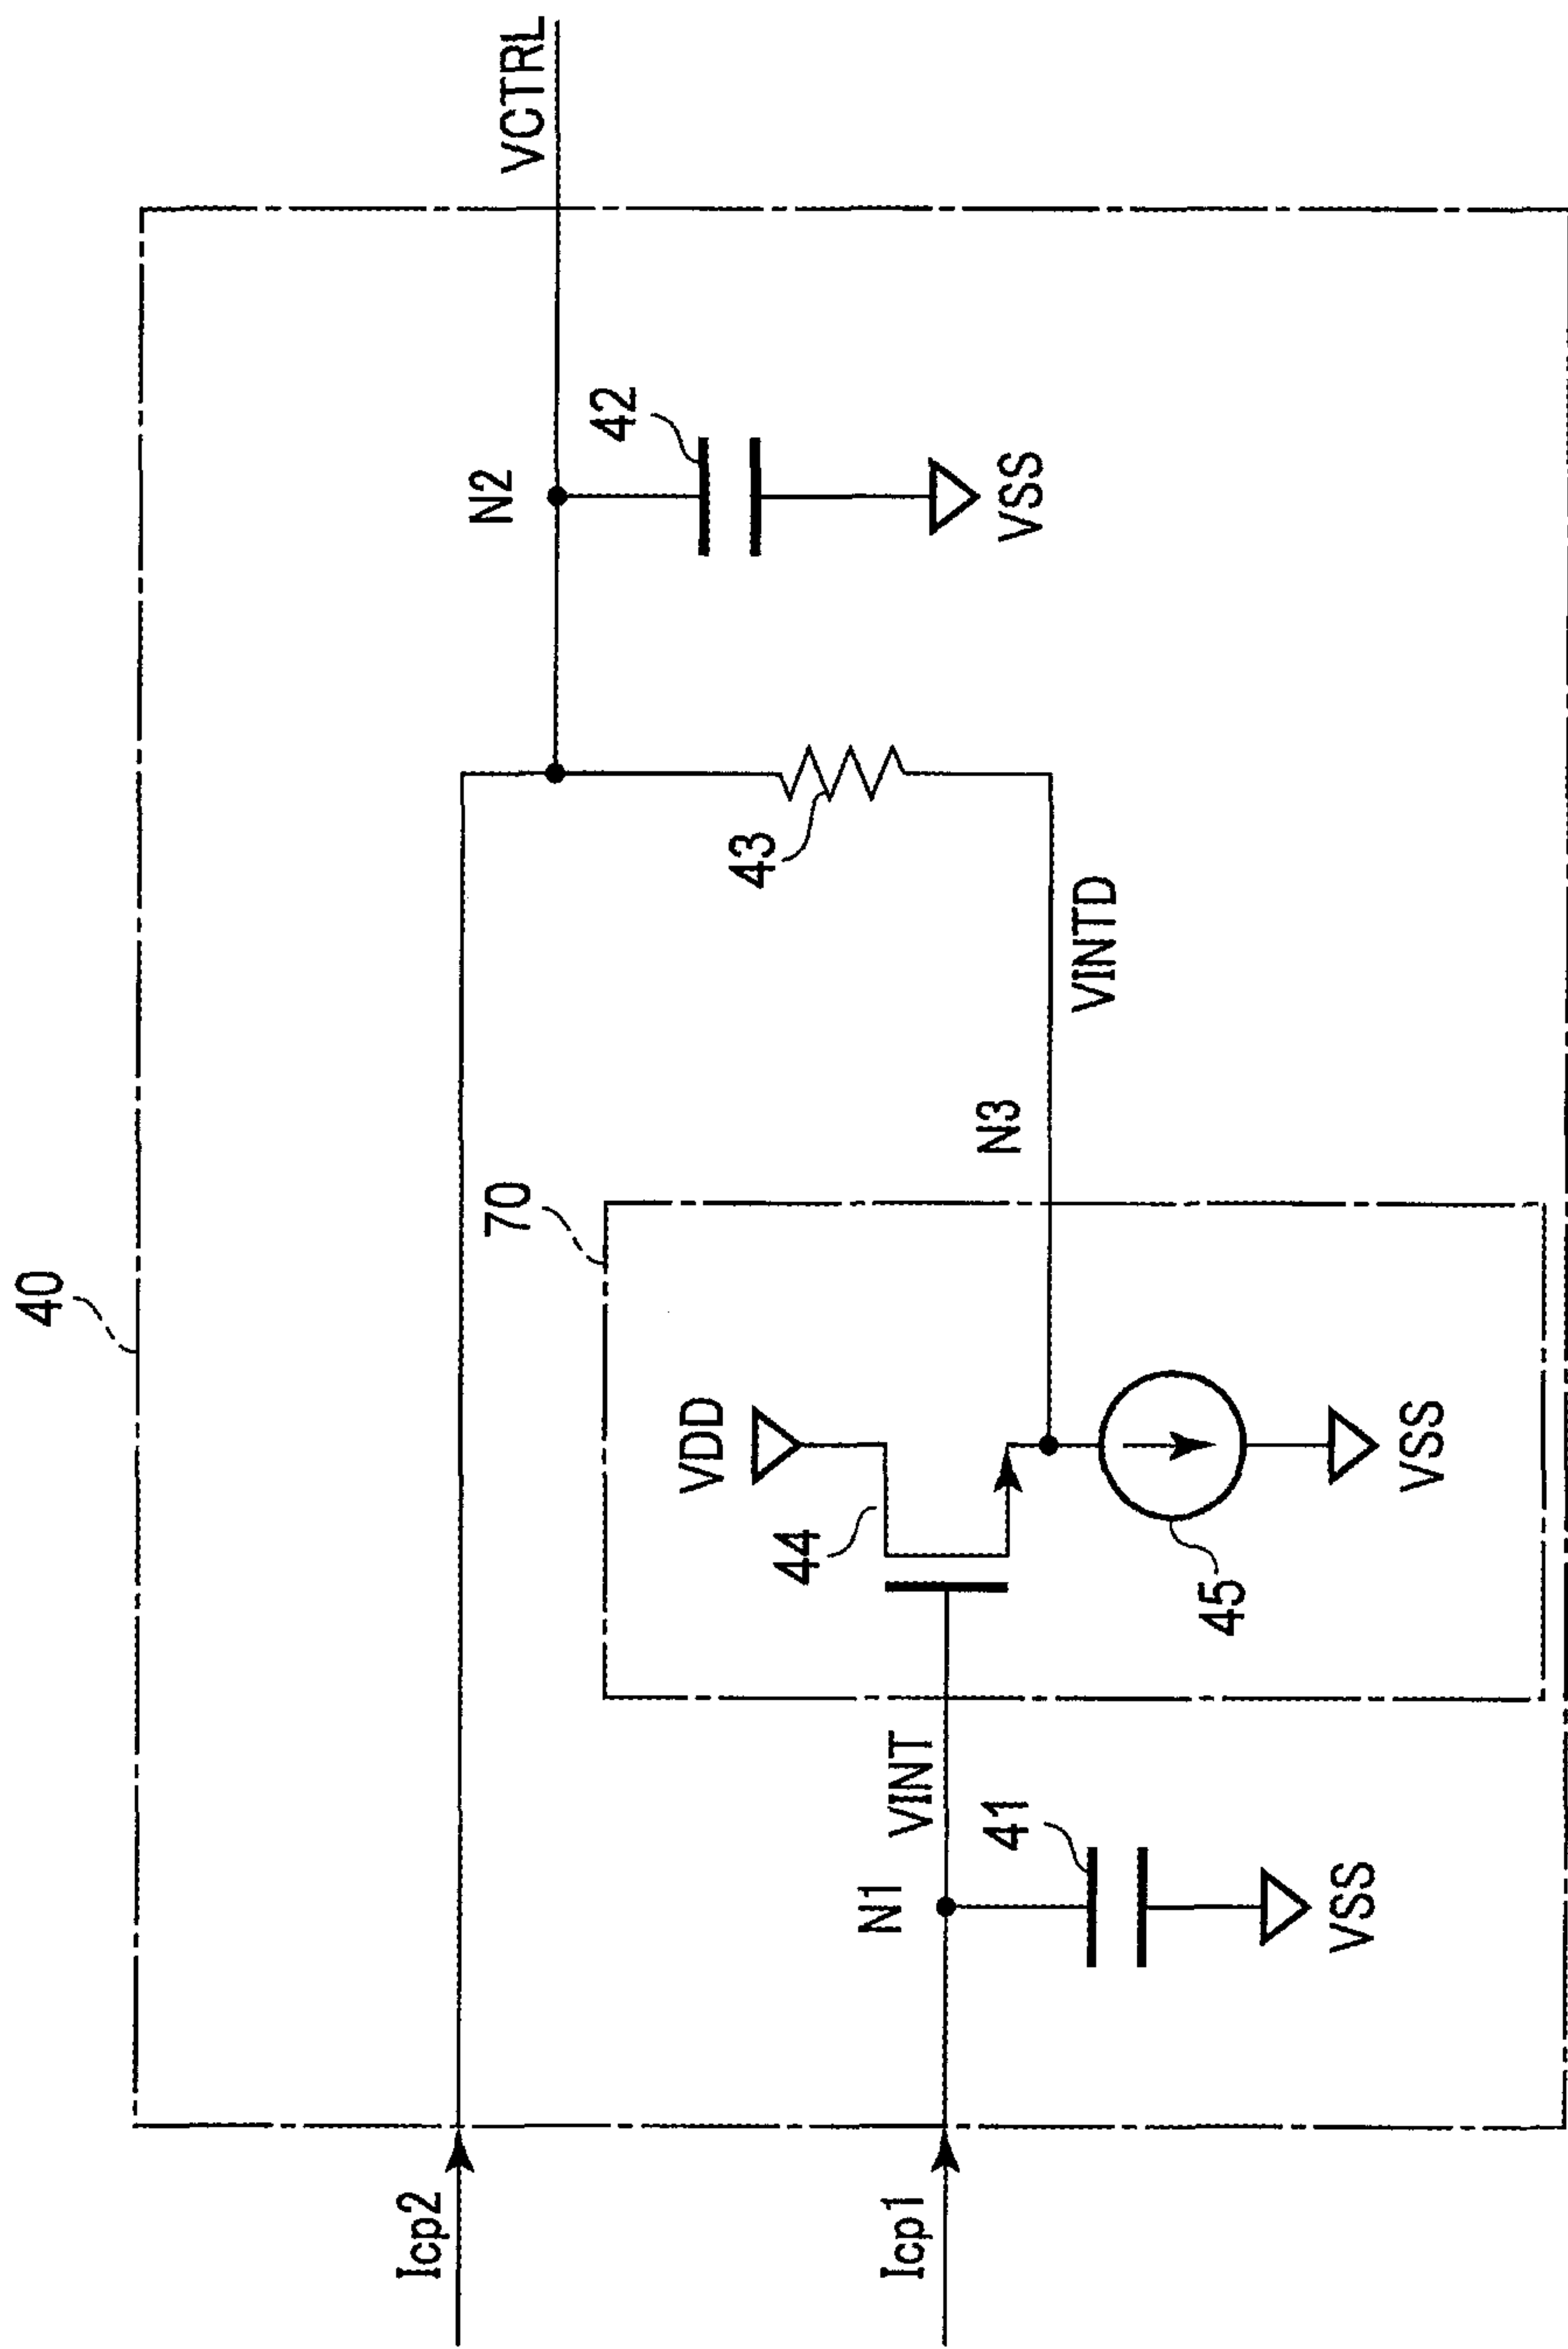 40
Icp2
Icp1
N1
VINT
41
VSS
70
VDD
44
45
VSS
N3
VINTD
43
N2
42
VSS
VCTRL